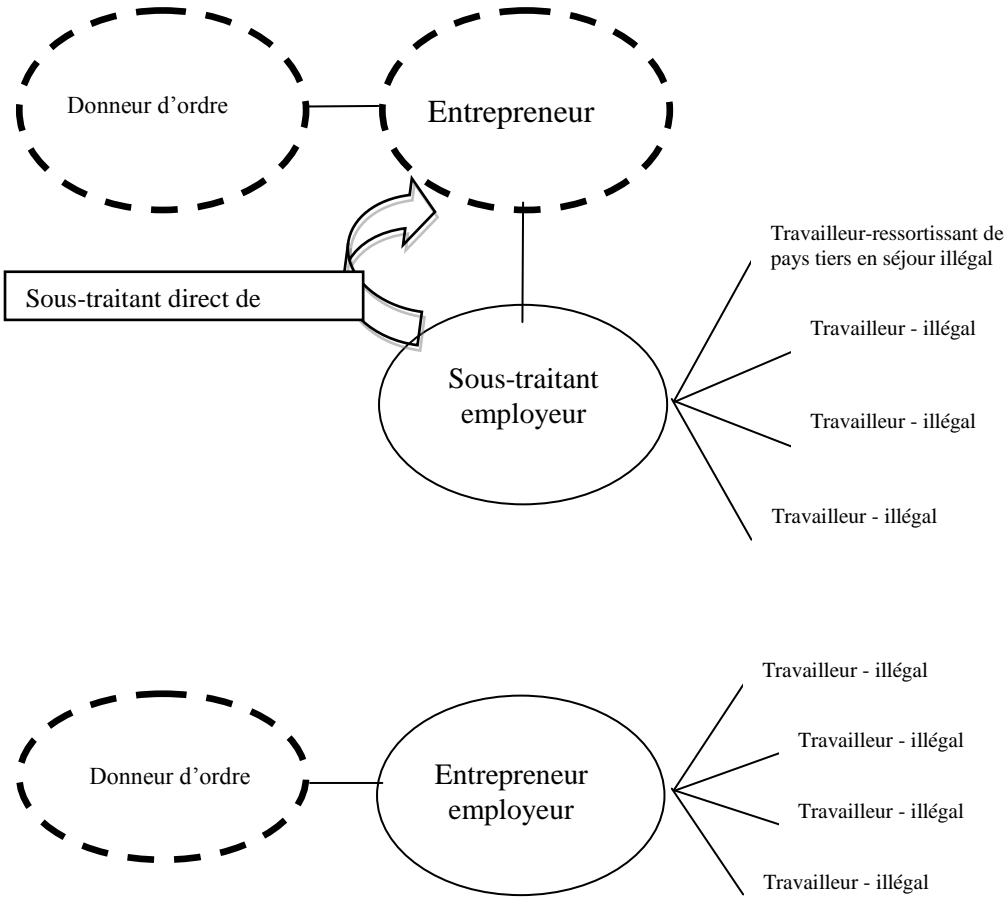 Donneur d'ordre
Entrepreneur
Travailleur-ressortissant de
pays tiers en séjour illégal
Sous-traitant direct de
Travailleur - illégal
Sous-traitant
employeur
Travailleur - illégal
Travailleur - illégal
Travailleur - illégal
Travailleur - illégal
Donneur d'ordre
Entrepreneur
employeur
Travailleur - illégal
Travailleur - illégal